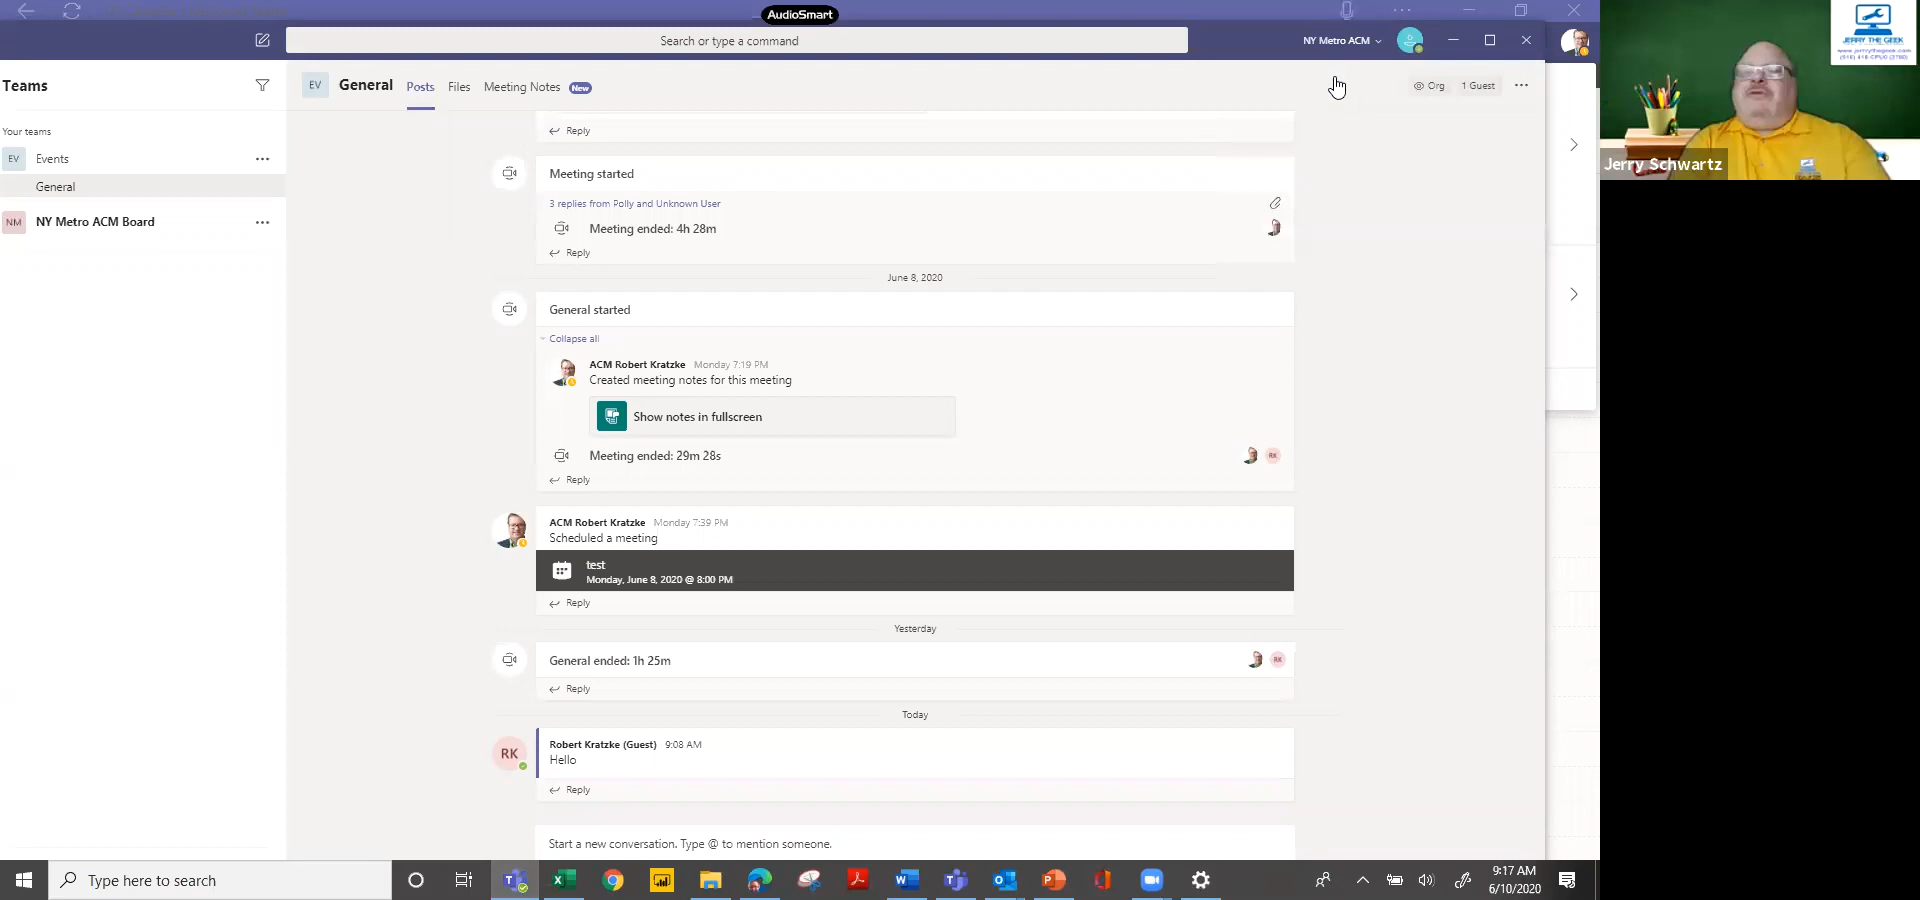 AudioSmart
Search or type a command
NY Metro ACM
JERRY THE GEEK
Teams
EV
General
Posts
Files
Meeting Notes
New
Org
1 Guest
Your teams
EV
Events
General
NM
NY Metro ACM Board
Reply
Meeting started
3 replies from Polly and Unknown User
Meeting ended: 4h 28m
Reply
June 8, 2020
General started
Collapse all
ACM Robert Kratzke Monday 7:19 PM
Created meeting notes for this meeting
Show notes in fullscreen
Meeting ended: 29m 28s
RK
Reply
ACM Robert Kratzke Monday 7:39 PM
Scheduled a meeting
test
Monday, June 8, 2020 @ 8:00 PM
Reply
Yesterday
General ended: 1h 25m
RK
Reply
Today
RK
Robert Kratzke (Guest) 9:08 AM
Hello
Reply
Start a new conversation. Type @ to mention someone.
Jerry Schwartz
Type here to search
9:17 AM
6/10/2020